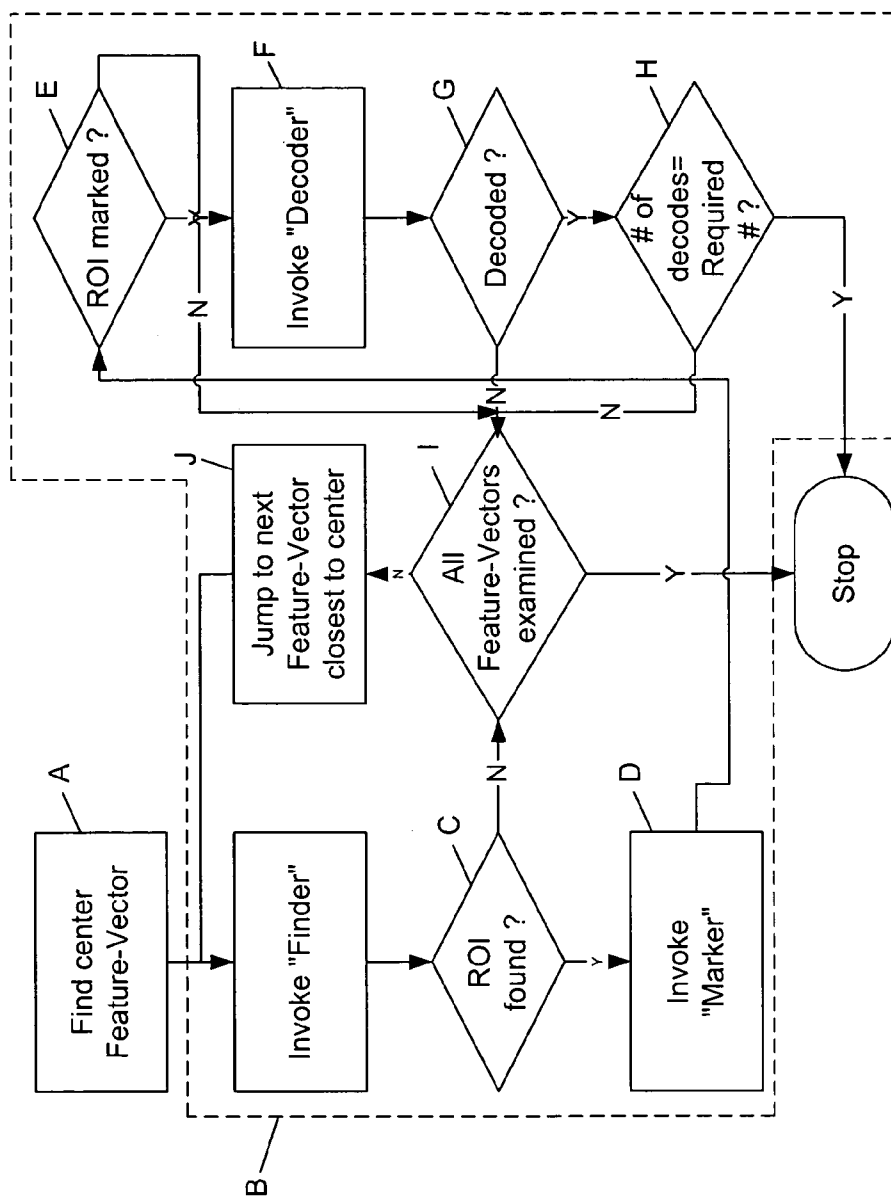 A
Find center
Feature-Vector
E
ROI marked ?
Y
N
B
Invoke "Finder"
J
Jump to next
Feature-Vector
closest to center
F
Invoke "Decoder"
C
ROI
found ?
N
Y
I
All
Feature-Vectors
examined ?
N
Y
G
Decoded ?
N
Y
D
Invoke
"Marker"
H
# of
decodes=
Required
# ?
N
Y
Stop